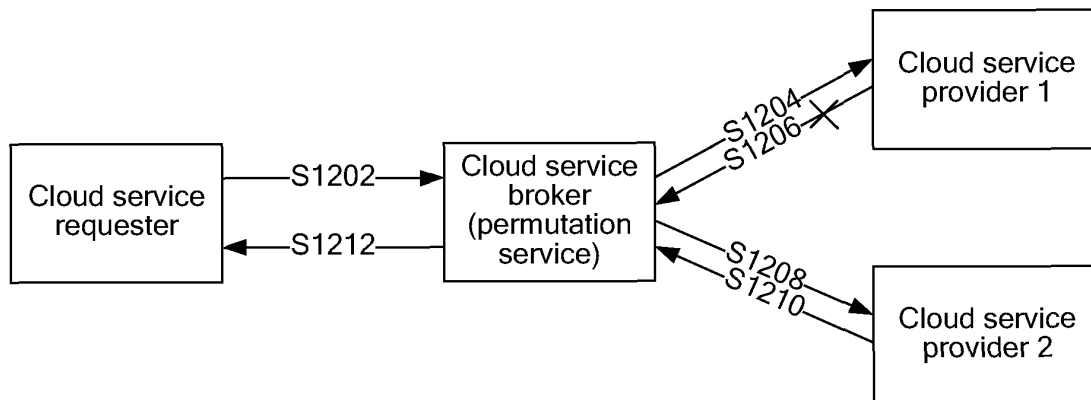 Cloud service
requester
S1202
S1212
Cloud service
broker
(permutation
service)
S1204
S1206
S1208
S1210
Cloud service
provider 1
Cloud service
provider 2